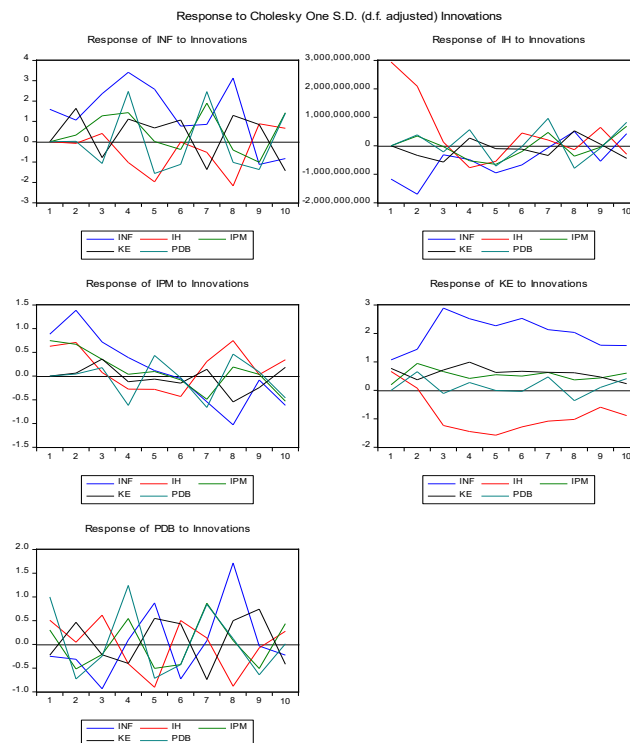 Response to Cholesky One S.D. (d.f. adjusted) Innovations
Response of INF to Innovations
4
3
2
1
0
-1
-2
-3
1 2 3 4 5 6 7 8 9 10
INF IH IPM
KE PDB
Response of IH to Innovations
3,000,000,000
2,000,000,000
1,000,000,000
0
-1,000,000,000
-2,000,000,000
1 2 3 4 5 6 7 8 9 10
INF IH IPM
KE PDB
Response of IPM to Innovations
1.5
1.0
0.5
0.0
-0.5
-1.0
-1.5
1 2 3 4 5 6 7 8 9 10
INF IH IPM
KE PDB
Response of KE to Innovations
3
2
1
0
-1
-2
1 2 3 4 5 6 7 8 9 10
INF IH IPM
KE PDB
Response of PDB to Innovations
2.0
1.5
1.0
0.5
0.0
-0.5
-1.0
1 2 3 4 5 6 7 8 9 10
INF IH IPM
KE PDB